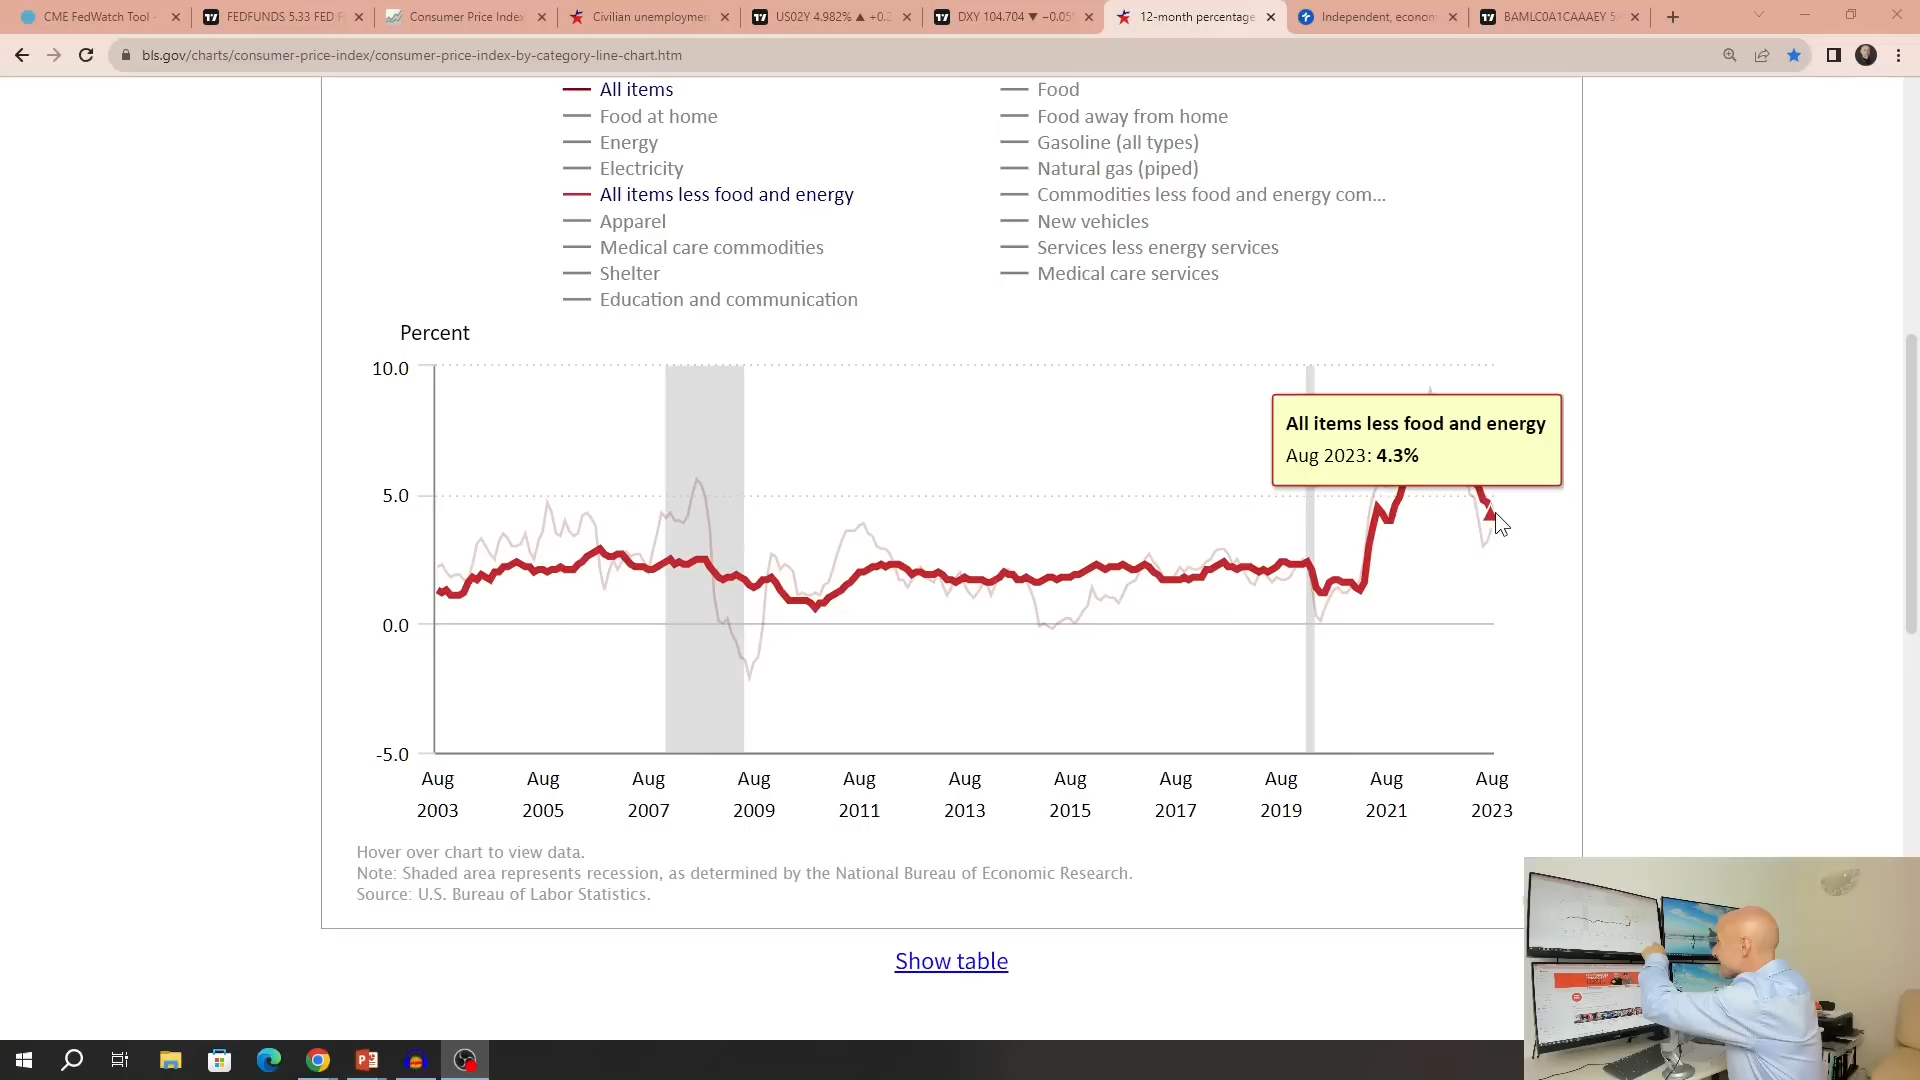 CME FedWatch Tool -
FEDFUNDS 5.33 FED F
Consumer Price Index
Civilian unemploymen
US02Y 4.982% ▲ +0.2
DXY 104.704 ▼ −0.05
12-month percentage
Independent, econom
BAMLC0A1CAAAEY 5.
bls.gov/charts/consumer-price-index/consumer-price-index-by-category-line-chart.htm
All items
Food
Food at home
Food away from home
Energy
Gasoline (all types)
Electricity
Natural gas (piped)
All items less food and energy
Commodities less food and energy com...
Apparel
New vehicles
Medical care commodities
Services less energy services
Shelter
Medical care services
Education and communication
Percent
10.0
5.0
0.0
-5.0
All items less food and energy
Aug 2023: 4.3%
Aug Aug Aug Aug Aug Aug Aug Aug Aug Aug Aug
2003 2005 2007 2009 2011 2013 2015 2017 2019 2021 2023
Hover over chart to view data.
Note: Shaded area represents recession, as determined by the National Bureau of Economic Research.
Source: U.S. Bureau of Labor Statistics.
Show table